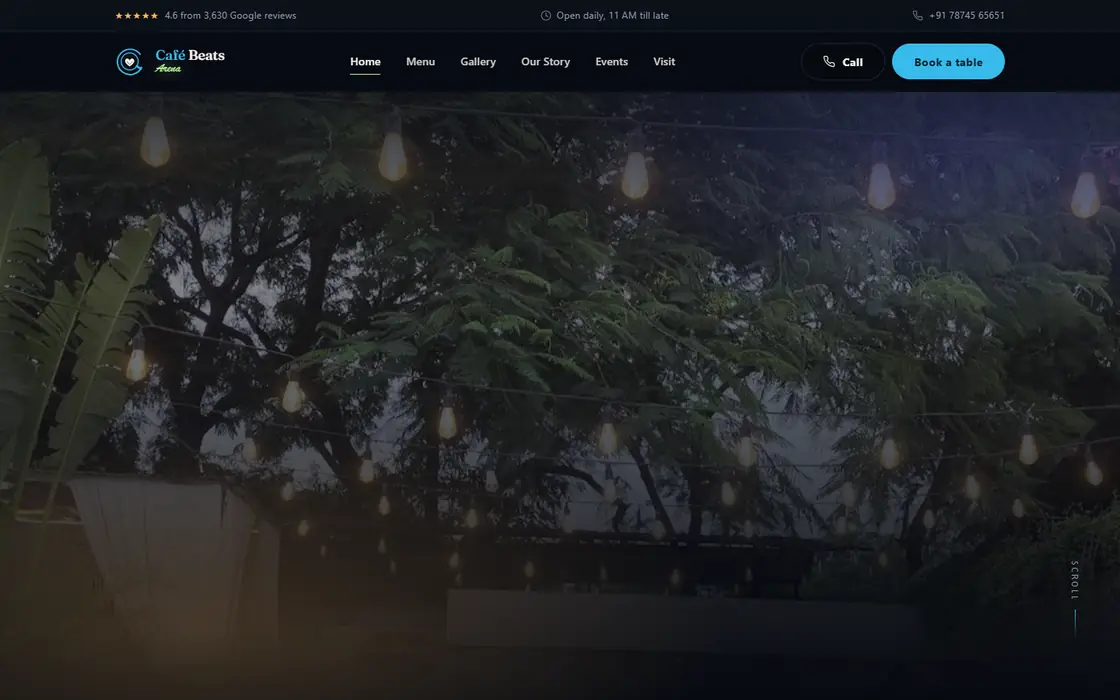 ★★★★★ 4.6 from 3,630 Google reviews
Open daily, 11 AM till late
+91 78745 65651
Café Beats
Arena
Home
Menu
Gallery
Our Story
Events
Visit
Call
Book a table
SCROLL